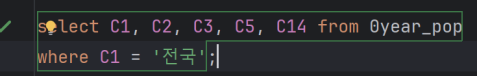 select C1, C2, C3, C5, C14 from 0year_pop
where C1 = '전국';